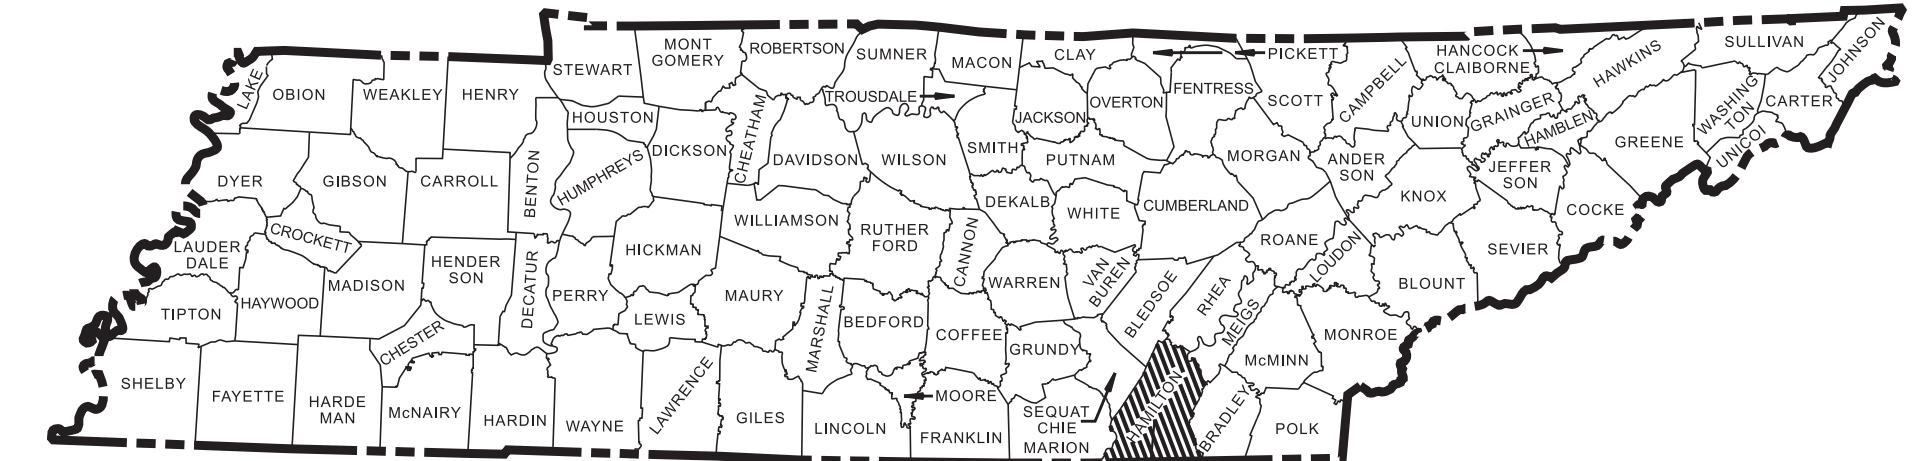 LAKE
OBION
WEAKLEY
HENRY
STEWART
MONT
GOMERY
ROBERTSON
SUMNER
MACON
CLAY
PICKETT
HANCOCK
CLAIBORNE
HAWKINS
SULLIVAN
JOHNSON
TROUSDALE
HOUSTON
CHEATHAM
JACKSON
OVERTON
FENTRESS
SCOTT
CAMPBELL
UNION
GRAINGER
HAMBLEN
WASHING
TON
CARTER
UNICOI
GREENE
DYER
GIBSON
CARROLL
BENTON
HUMPHREYS
DICKSON
DAVIDSON
WILSON
SMITH
PUTNAM
MORGAN
ANDER
SON
KNOX
JEFFER
SON
COCKE
LAUDER
DALE
CROCKETT
HENDER
SON
DECATUR
HICKMAN
WILLIAMSON
RUTHER
FORD
CANNON
DEKALB
WHITE
CUMBERLAND
ROANE
LOUDON
BLOUNT
SEVIER
TIPTON
HAYWOOD
MADISON
CHESTER
PERRY
LEWIS
MAURY
MARSHALL
BEDFORD
COFFEE
WARREN
VAN
BUREN
BLEDSOE
RHEA
MEIGS
McMINN
MONROE
GRUNDY
SHELBY
FAYETTE
HARDE
MAN
McNAIRY
HARDIN
WAYNE
LAWRENCE
GILES
LINCOLN
MOORE
FRANKLIN
SEQUAT
CHIE
MARION
HAMILTON
BRADLEY
POLK